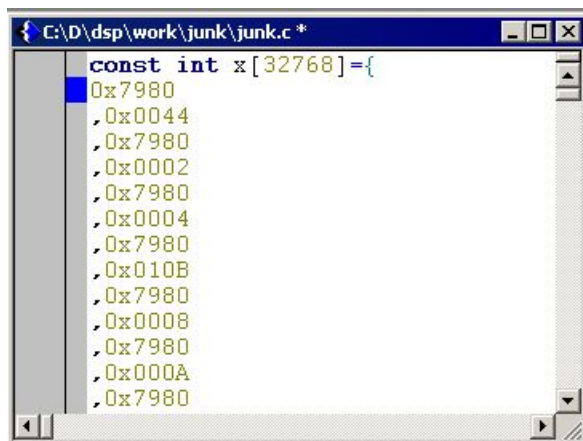 C:\D\dsp\work\junk\junk.c *
const int x[32768]={
0x7980
,0x0044
,0x7980
,0x0002
,0x7980
,0x0004
,0x7980
,0x010B
,0x7980
,0x0008
,0x7980
,0x000A
,0x7980